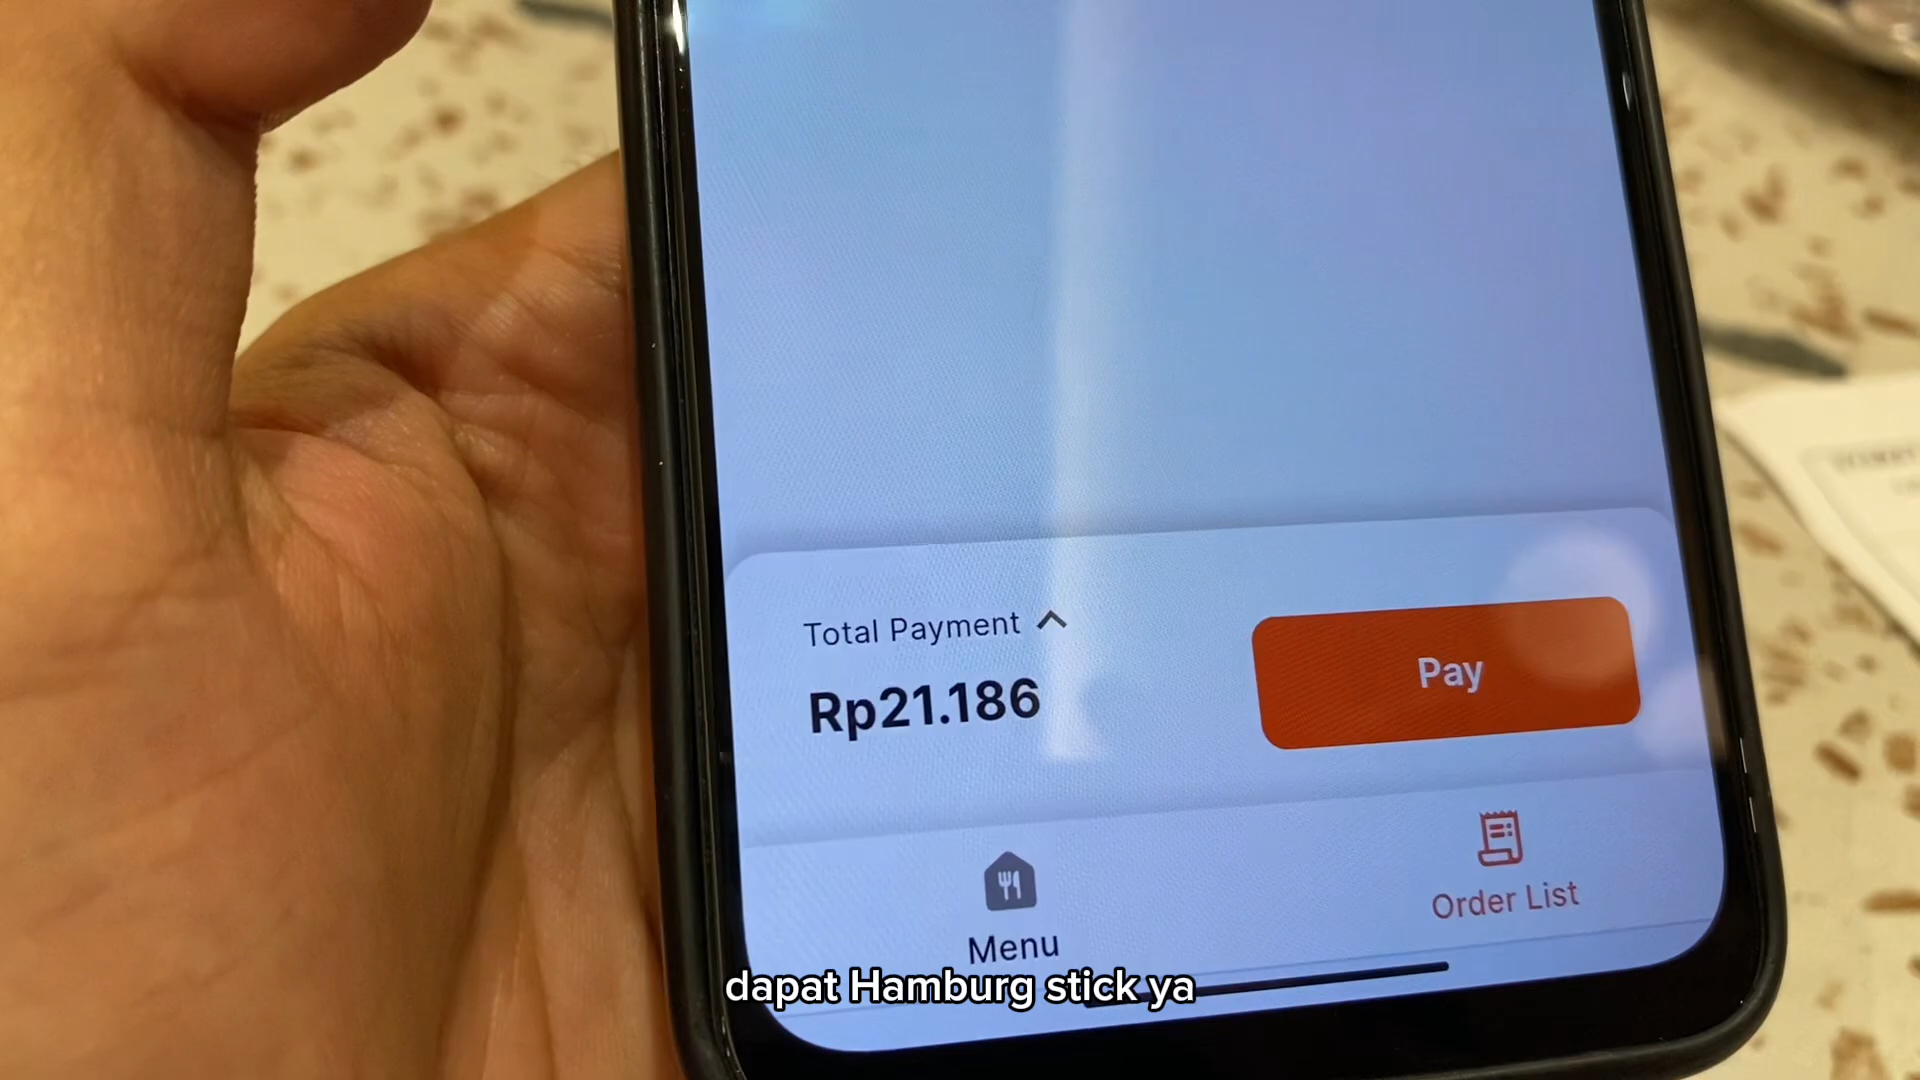 Total Payment
Rp21.186
Pay
Menu
Order List
dapat Hamburg stick ya